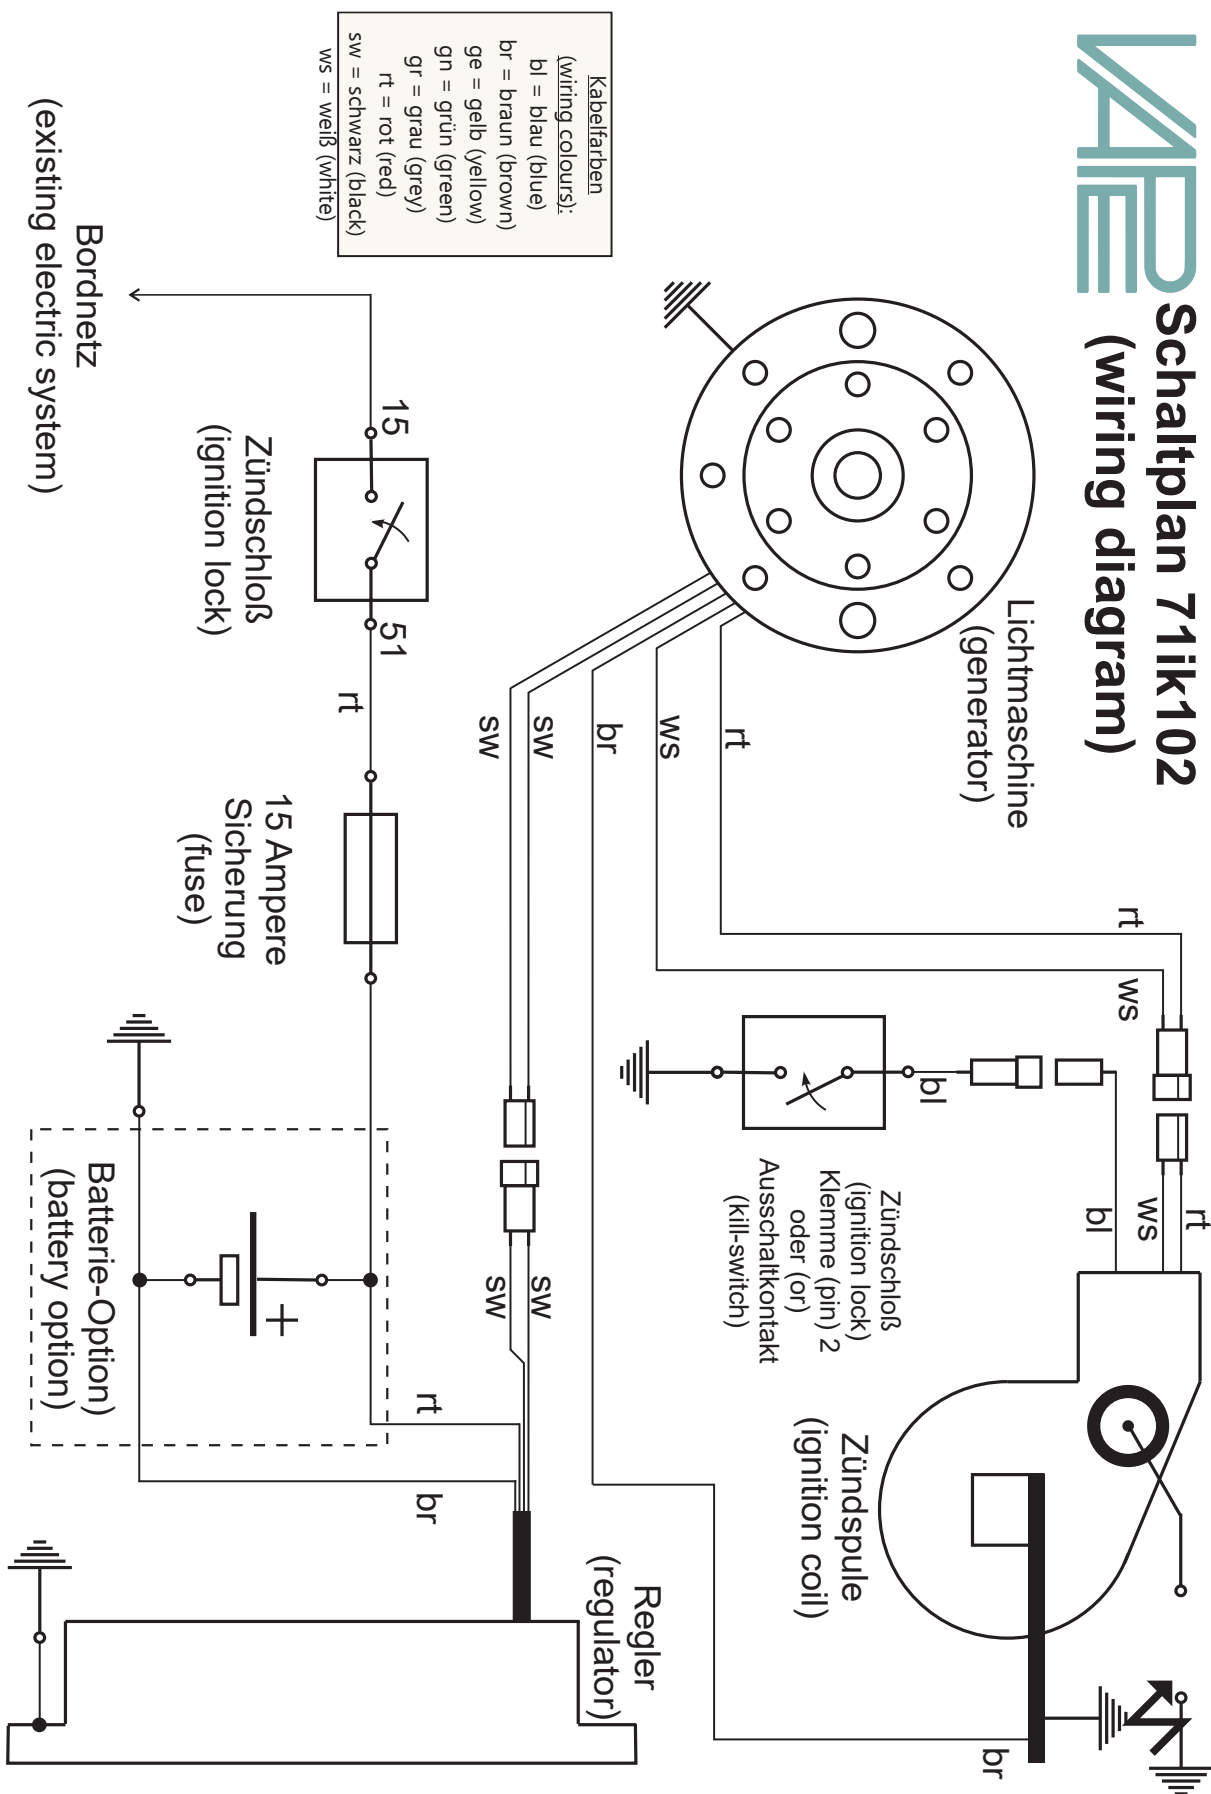 VAPE
Schaltplan 71ik102
(wiring diagram)
Kabelfarben
(wiring colours):
bl = blau (blue)
br = braun (brown)
ge = gelb (yellow)
gn = grün (green)
gr = grau (grey)
rt = rot (red)
sw = schwarz (black)
ws = weiß (white)
Lichtmaschine
(generator)
rt
ws
br
sw
sw
rt
ws
rt
ws
bl
bl
Zündschloß
(ignition lock)
Klemme (pin) 2
oder (or)
Ausschaltkontakt
(kill-switch)
Zündspule
(ignition coil)
br
sw
sw
Regler
(regulator)
rt
br
Bordnetz
(existing electric system)
15
Zündschloß
(ignition lock)
51
rt
15 Ampere
Sicherung
(fuse)
+
Batterie-Option)
(battery option)